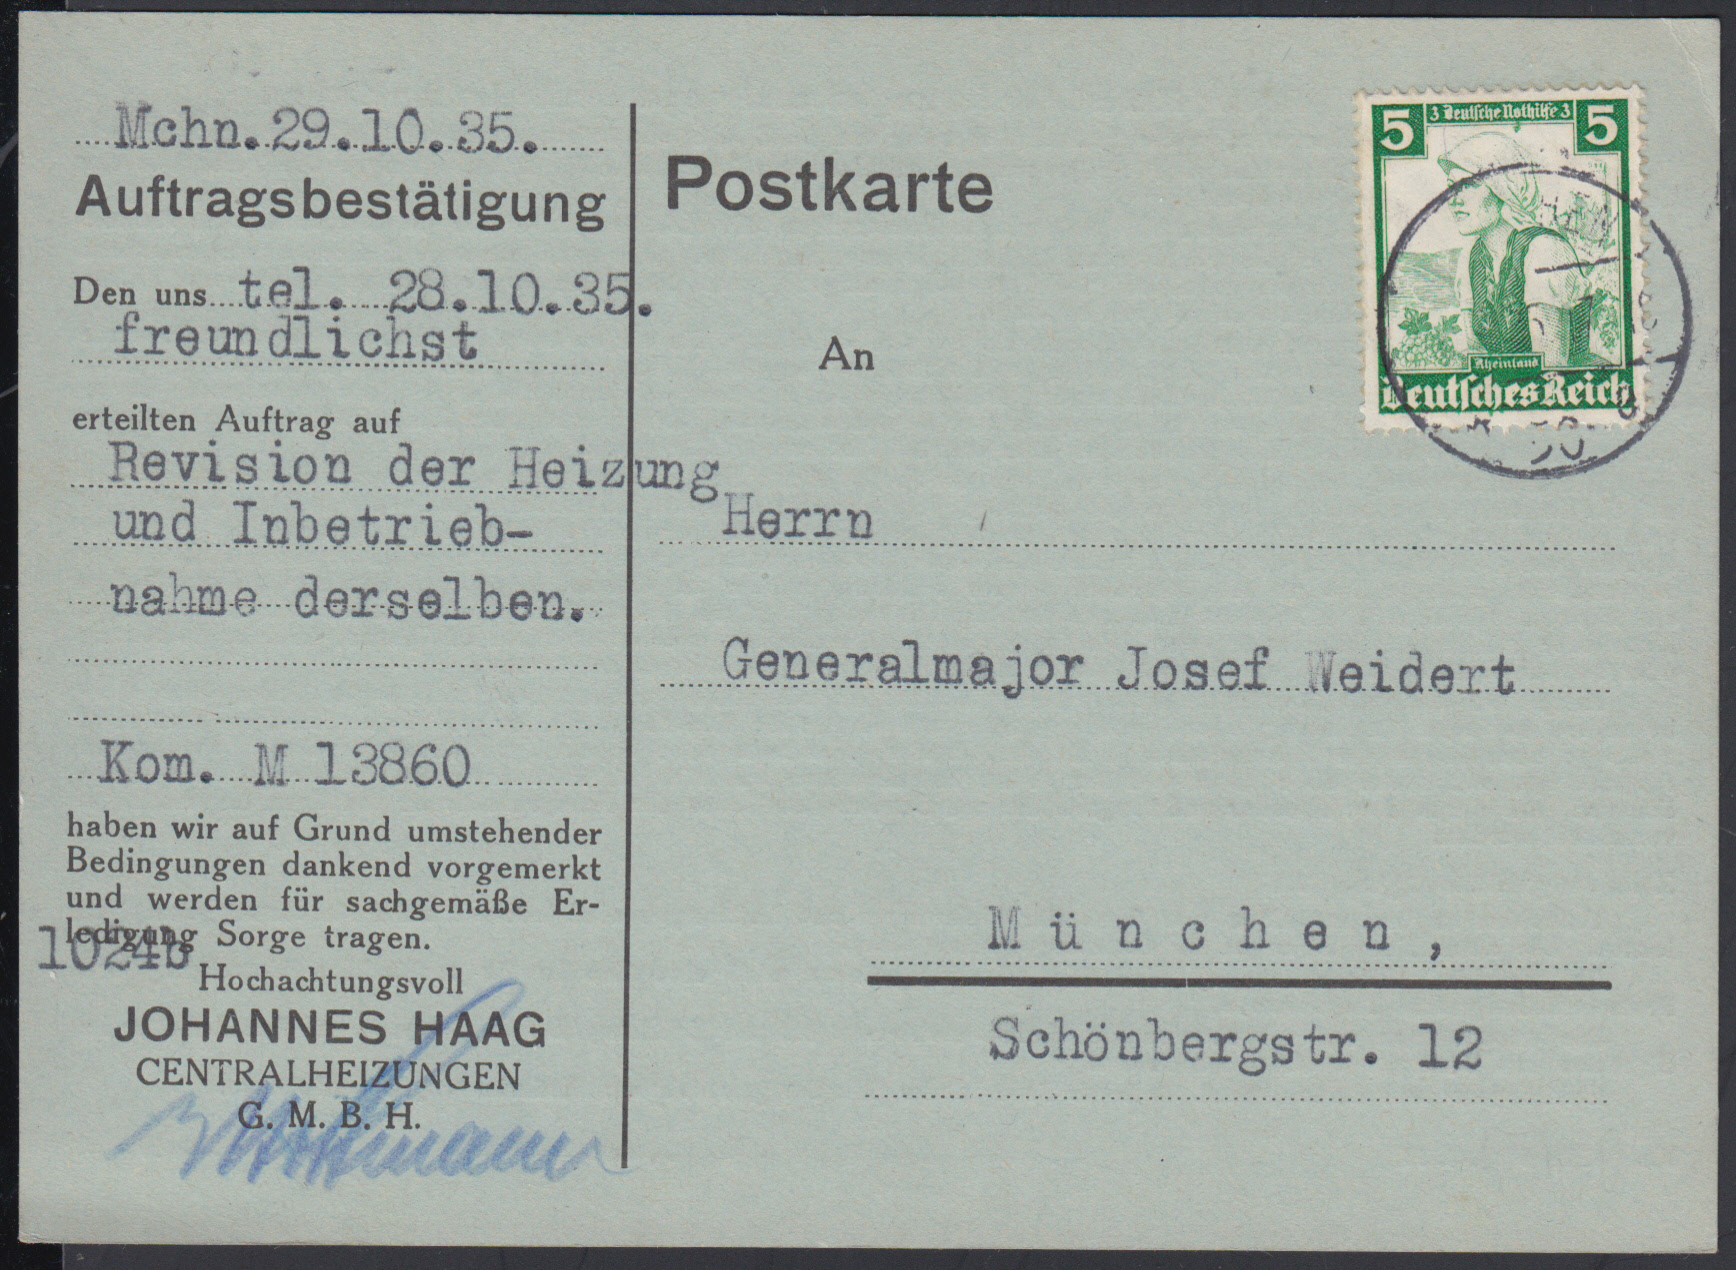 Mchn. 29.10.35.
Auftragsbestätigung
Den uns tel. 28.10.35.
freundlichst
erteilten Auftrag auf
Revision der Heizung
und Inbetrieb-
nahme derselben.
Kom. M 13860
haben wir auf Grund umstehender
Bedingungen dankend vorgemerkt
und werden für sachgemäße Er-
ledigung Sorge tragen.
1024b
Hochachtungsvoll
JOHANNES HAAG
CENTRALHEIZUNGEN
G. M. B. H.
Postkarte
An
Herrn
Generalmajor Josef Weidert
München,
Schönbergstr. 12
5 3 Deutsche Nothilfe 3 5
Rheinland
Deutsches Reich